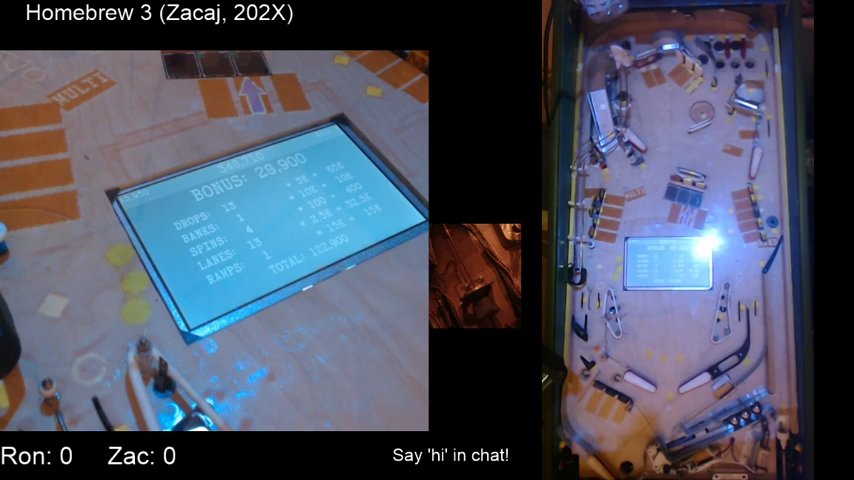 Homebrew 3 (Zacaj, 202X)
MULTI
BONUS: 29,900
DROPS: 13 * 5K = 65K
BANKS: 1 * 10K = 10K
SPINS: 4 * 100 = 400
LANES: 13 * 2.5K = 32.5K
RAMPS: 1 * 15K = 15K
TOTAL: 122,900
Ron: 0 Zac: 0
Say 'hi' in chat!